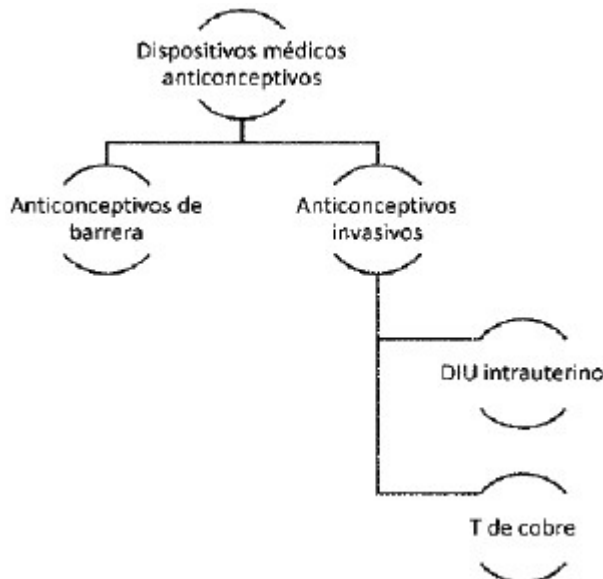 Dispositivos médicos
anticonceptivos
Anticonceptivos de
barrera
Anticonceptivos
invasivos
DIU intrauterino
T de cobre